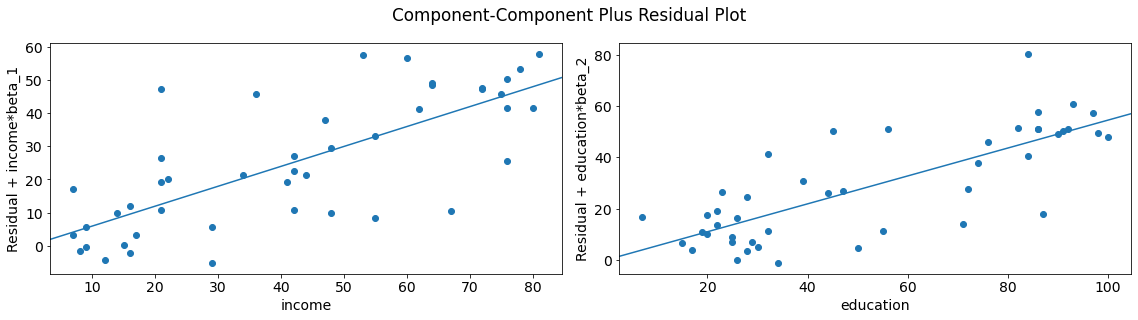 Component-Component Plus Residual Plot
Residual + income*beta_1
60
50
40
30
20
10
0
10 20 30 40 50 60 70 80
income
Residual + education*beta_2
80
60
40
20
0
20 40 60 80 100
education